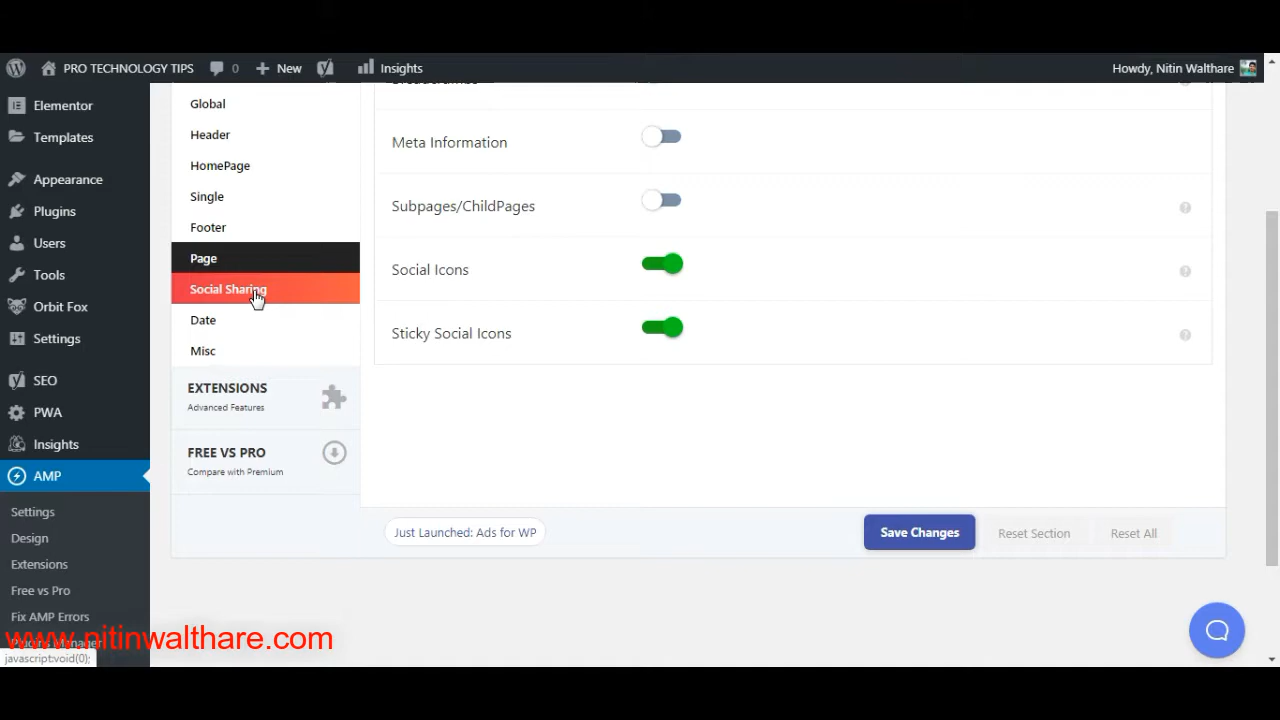 PRO TECHNOLOGY TIPS 0 New Insights Howdy, Nitin Walthare
Elementor
Templates
Appearance
Plugins
Users
Tools
Orbit Fox
Settings
SEO
PWA
Insights
AMP
Settings
Design
Extensions
Free vs Pro
Fix AMP Errors
Plugins Manager
www.nitinwalthare.com
javascript:void(0);
Global
Header
HomePage
Single
Footer
Page
Social Sharing
Date
Misc
EXTENSIONS
Advanced Features
FREE VS PRO
Compare with Premium
Meta Information
Subpages/ChildPages
Social Icons
Sticky Social Icons
Just Launched: Ads for WP Save Changes Reset Section Reset All